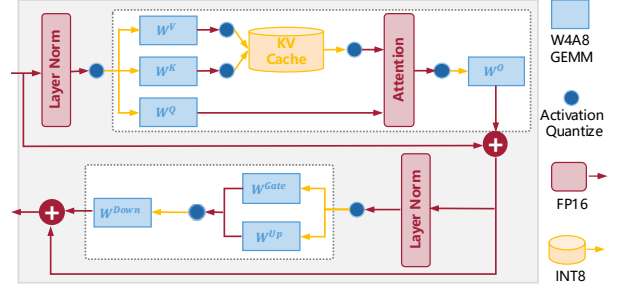 Layer Norm
W^V
W^K
W^Q
KV
Cache
Attention
W^O
W4A8
GEMM
Activation
Quantize
FP16
INT8
W^Down
W^Gate
W^Up
Layer Norm